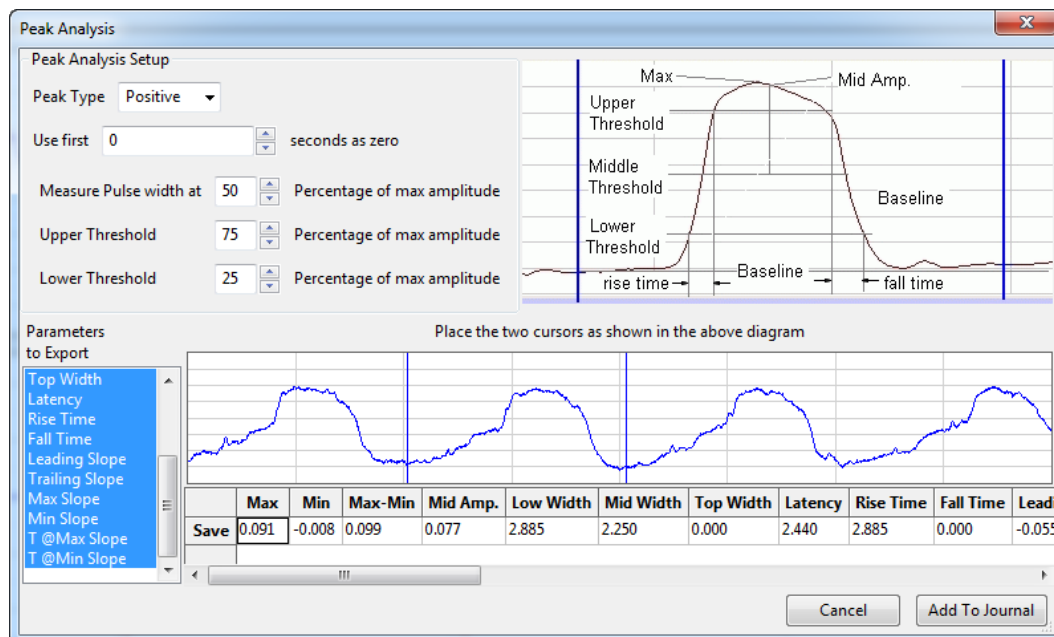 Peak Analysis
Peak Analysis Setup
Peak Type Positive
Use first 0 seconds as zero
Measure Pulse width at 50 Percentage of max amplitude
Upper Threshold 75 Percentage of max amplitude
Lower Threshold 25 Percentage of max amplitude
Max
Mid Amp.
Upper
Threshold
Middle
Threshold
Baseline
Lower
Threshold
Baseline
rise time
fall time
Parameters
to Export
Place the two cursors as shown in the above diagram
Top Width
Latency
Rise Time
Fall Time
Leading Slope
Trailing Slope
Max Slope
Min Slope
T @Max Slope
T @Min Slope
Max Min Max-Min Mid Amp. Low Width Mid Width Top Width Latency Rise Time Fall Time Leadi
Save 0.091 -0.008 0.099 0.077 2.885 2.250 0.000 2.440 2.885 0.000 -0.055
Cancel Add To Journal